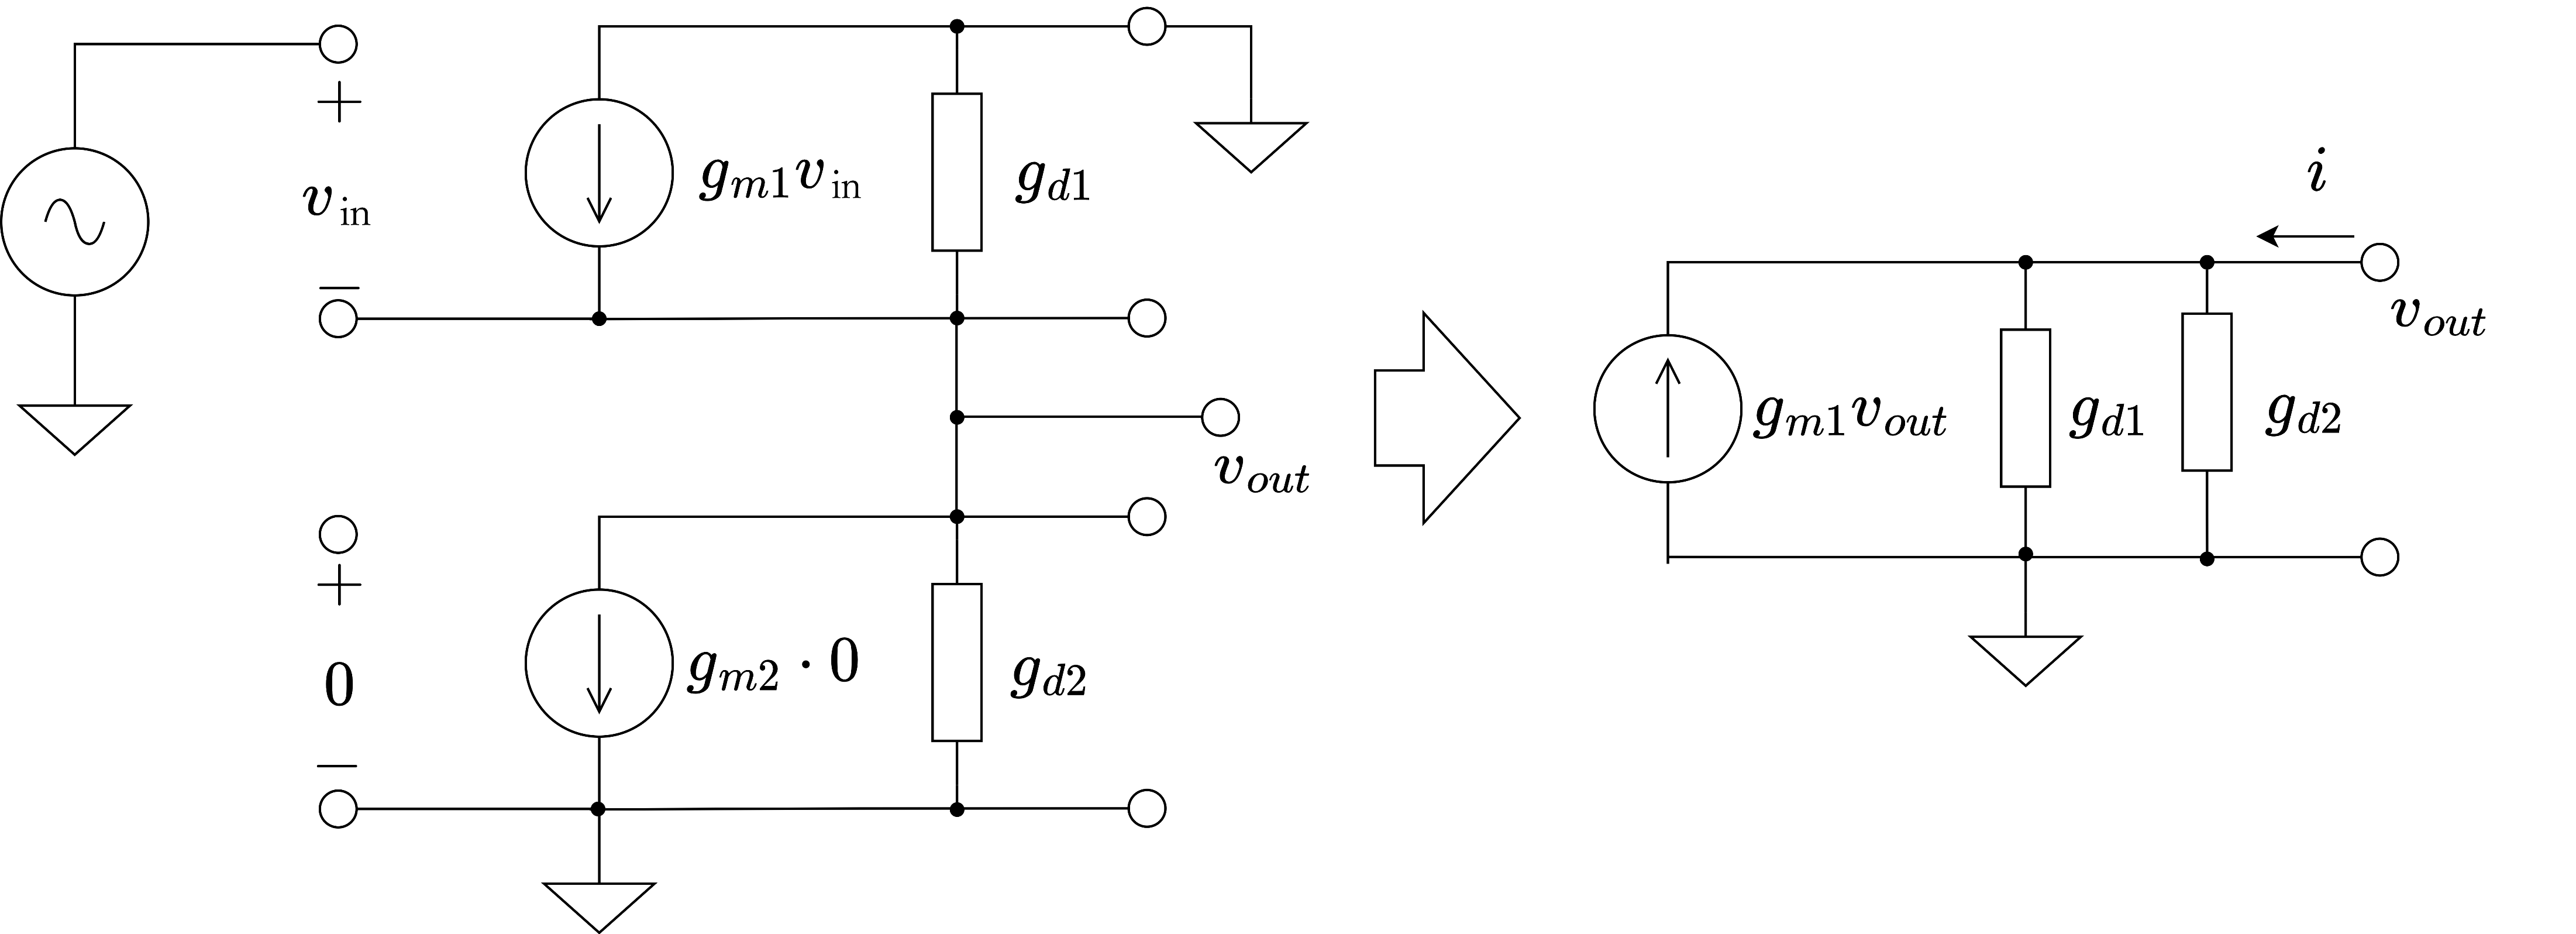 +
v_in
−
g_m1 v_in
g_d1
v_out
+
0
−
g_m2 · 0
g_d2
i
v_out
g_m1 v_out
g_d1
g_d2